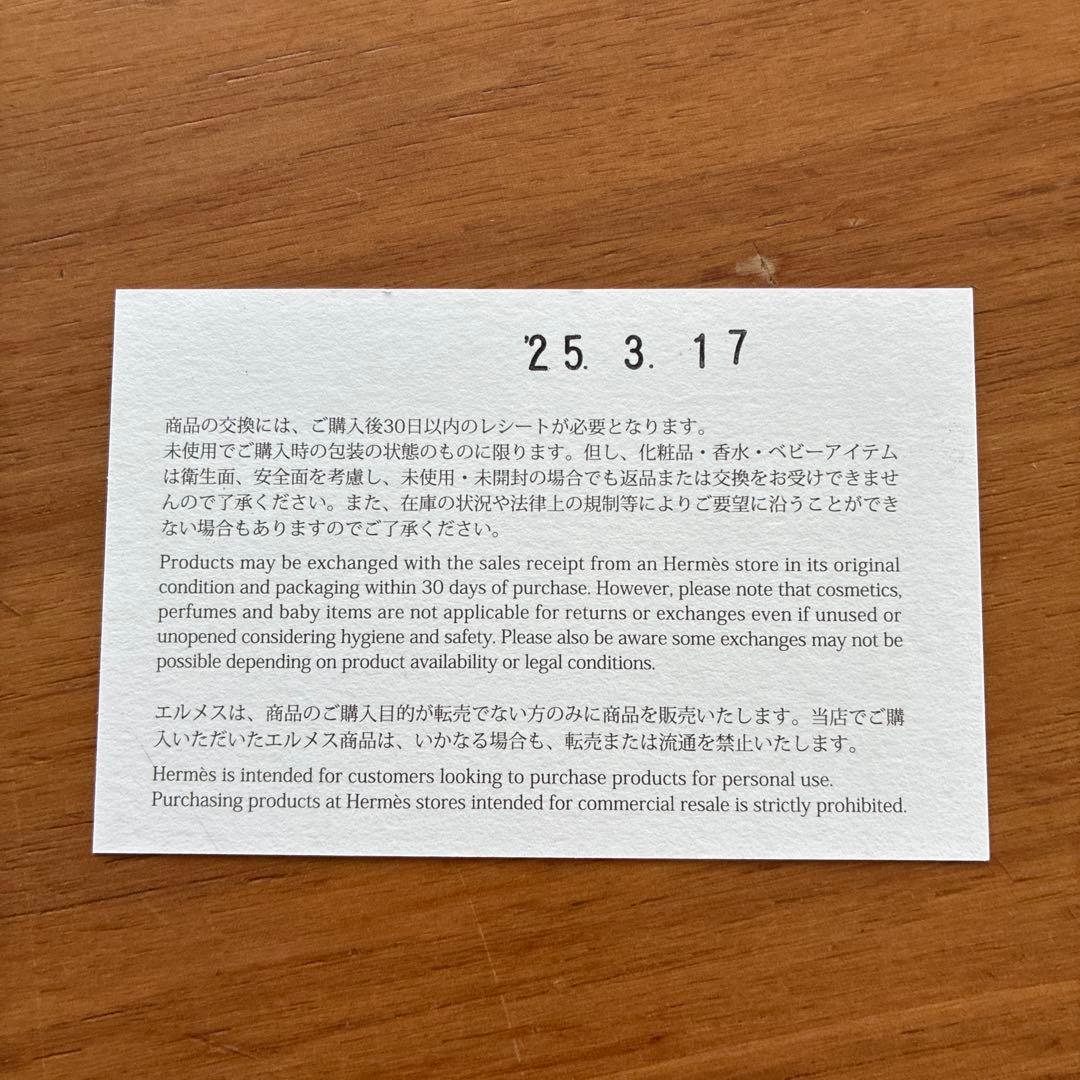 '25. 3. 17
商品の交換には、ご購入後30日以内のレシートが必要となります。
未使用でご購入時の包装の状態のものに限ります。但し、化粧品・香水・ベビーアイテム
は衛生面、安全面を考慮し、未使用・未開封の場合でも返品または交換をお受けできませ
んので了承ください。また、在庫の状況や法律上の規制等によりご要望に沿うことができ
ない場合もありますのでご了承ください。
Products may be exchanged with the sales receipt from an Hermès store in its original
condition and packaging within 30 days of purchase. However, please note that cosmetics,
perfumes and baby items are not applicable for returns or exchanges even if unused or
unopened considering hygiene and safety. Please also be aware some exchanges may not be
possible depending on product availability or legal conditions.
エルメスは、商品のご購入目的が転売でない方のみに商品を販売いたします。当店でご購
入いただいたエルメス商品は、いかなる場合も、転売または流通を禁止いたします。
Hermès is intended for customers looking to purchase products for personal use.
Purchasing products at Hermès stores intended for commercial resale is strictly prohibited.